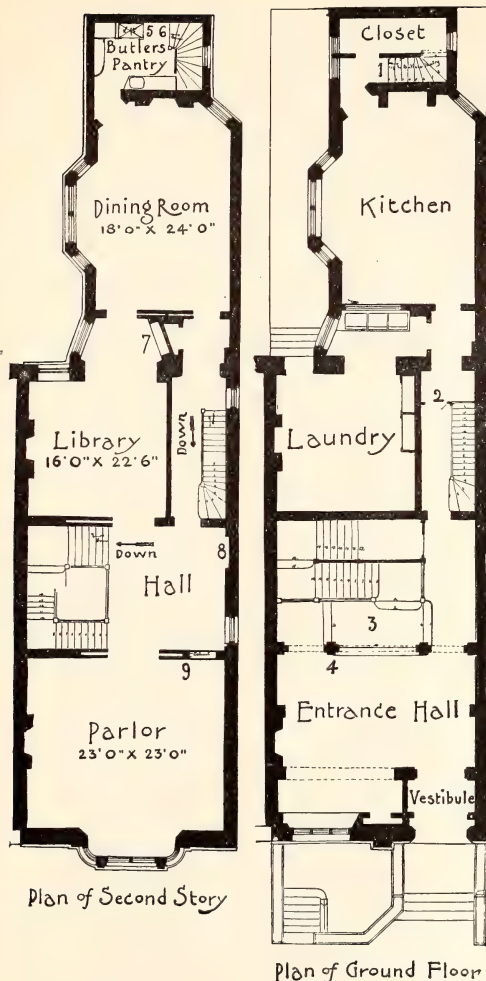 5 6
Butlers'
Pantry
Dining Room
18'0" X 24'0"
7
Library
16'0" X 22'6"
Down
Down
Hall
8
9
Parlor
23'0" X 23'0"
Plan of Second Story
Closet
1
Kitchen
2
Laundry
3
4
Entrance Hall
Vestibule
Plan of Ground Floor